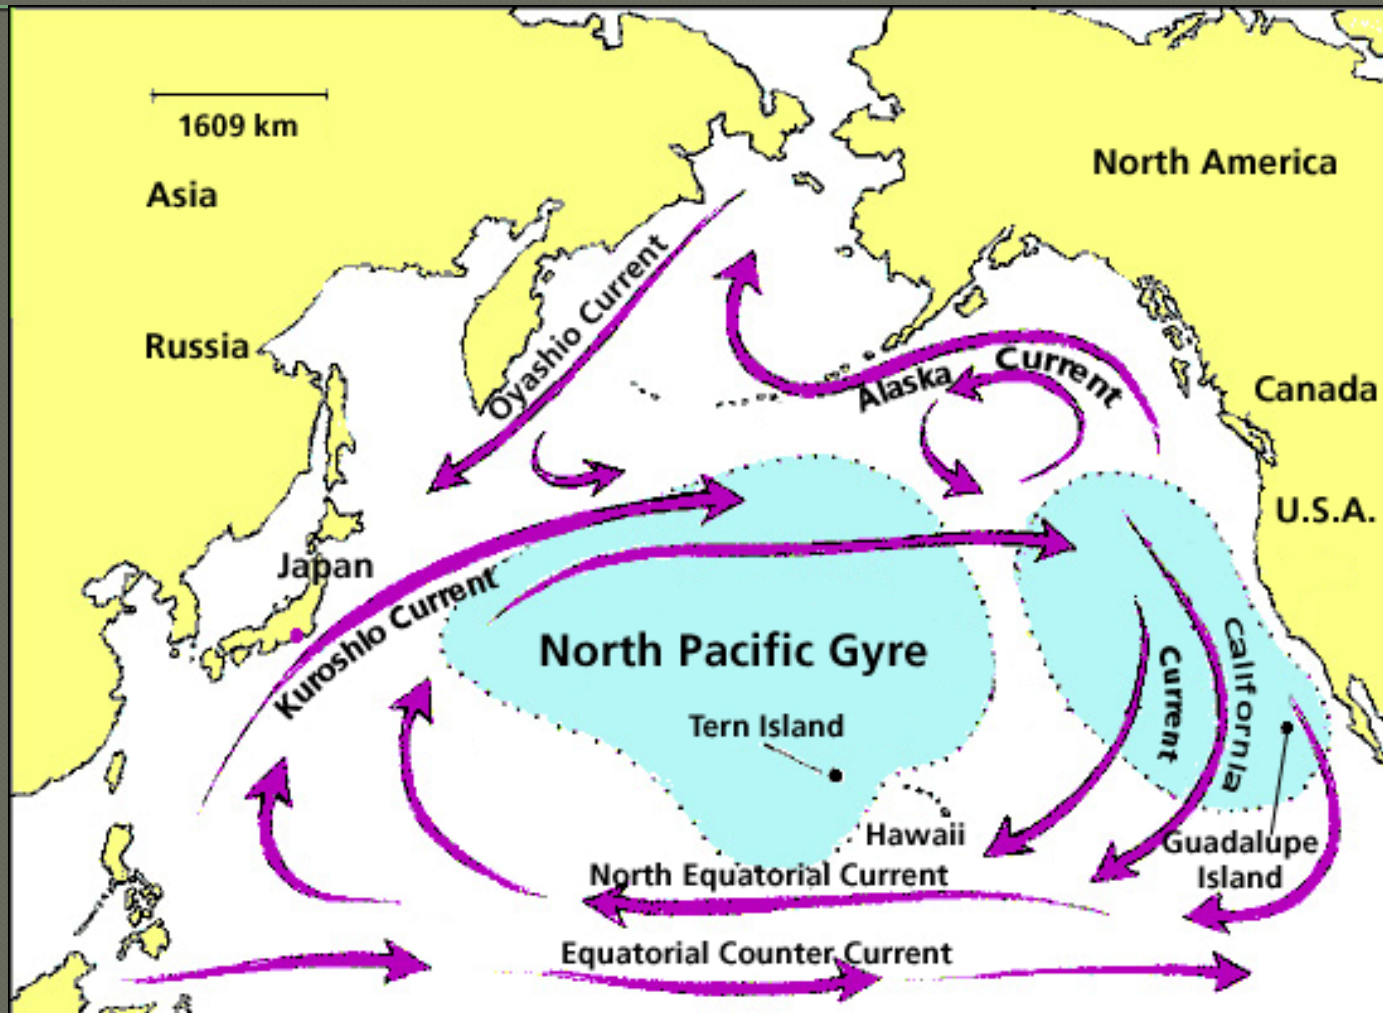 1609 km
North America
Asia
Oyashio Current
Russia
Alaska Current
Canada
U.S.A.
Japan
Kuroshio Current
North Pacific Gyre
California Current
Tern Island
Hawaii
Guadalupe
Island
North Equatorial Current
Equatorial Counter Current